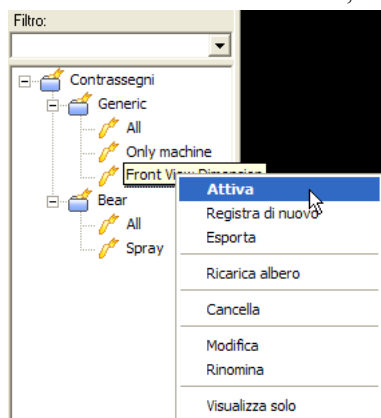 Filtro:
Contrassegni
Generic
All
Only machine
Front View Dimension
Bear
All
Spray
Attiva
Registra di nuovo
Esporta
Ricarica albero
Cancella
Modifica
Rinomina
Visualizza solo